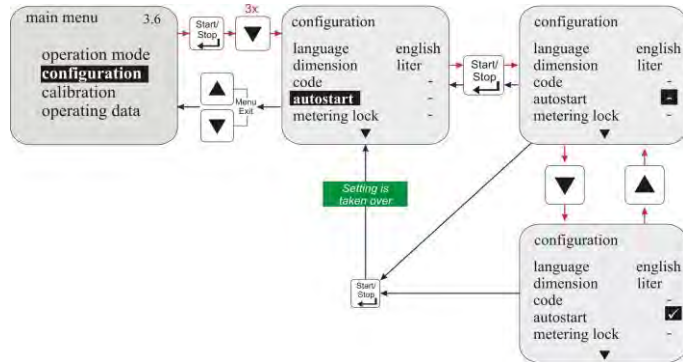 main menu 3.6
operation mode
configuration
calibration
operating data
Start/
Stop
3x
Menu
Exit
configuration
language english
dimension liter
code -
autostart -
metering lock -
Start/
Stop
configuration
language english
dimension liter
code -
autostart -
metering lock -
Setting is
taken over
Start/
Stop
configuration
language english
dimension liter
code -
autostart ✓
metering lock -